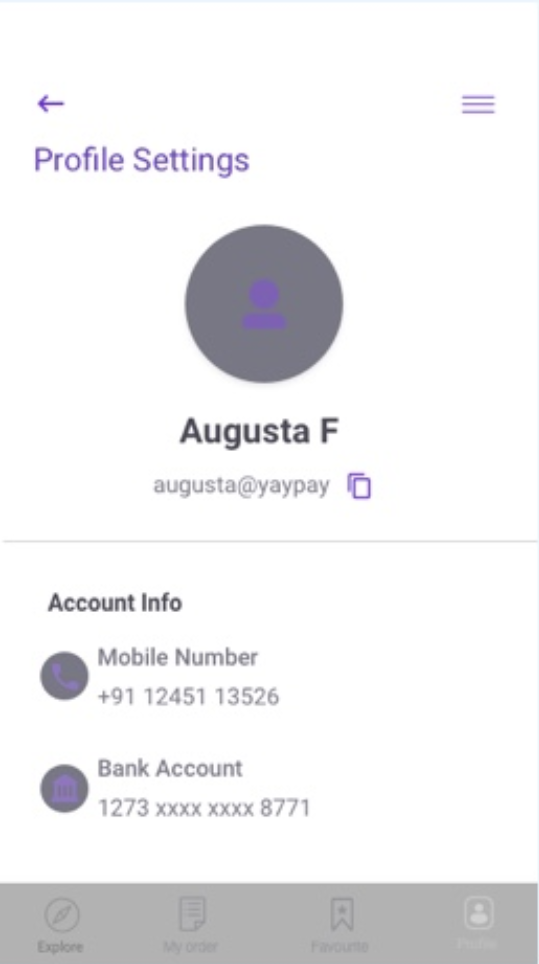 Profile Settings
Augusta F
augusta@yaypay
Account Info
Mobile Number
+91 12451 13526
Bank Account
1273 xxxx xxxx 8771
Explore
My order
Favourite
Profile